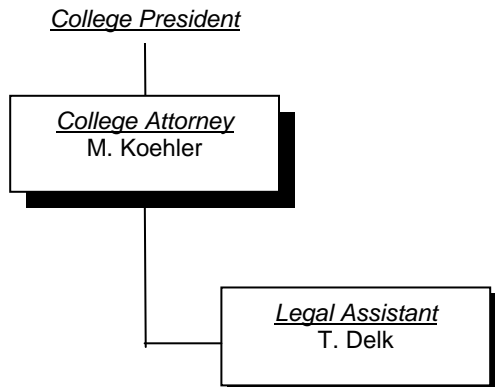 College President
College Attorney
M. Koehler
Legal Assistant
T. Delk